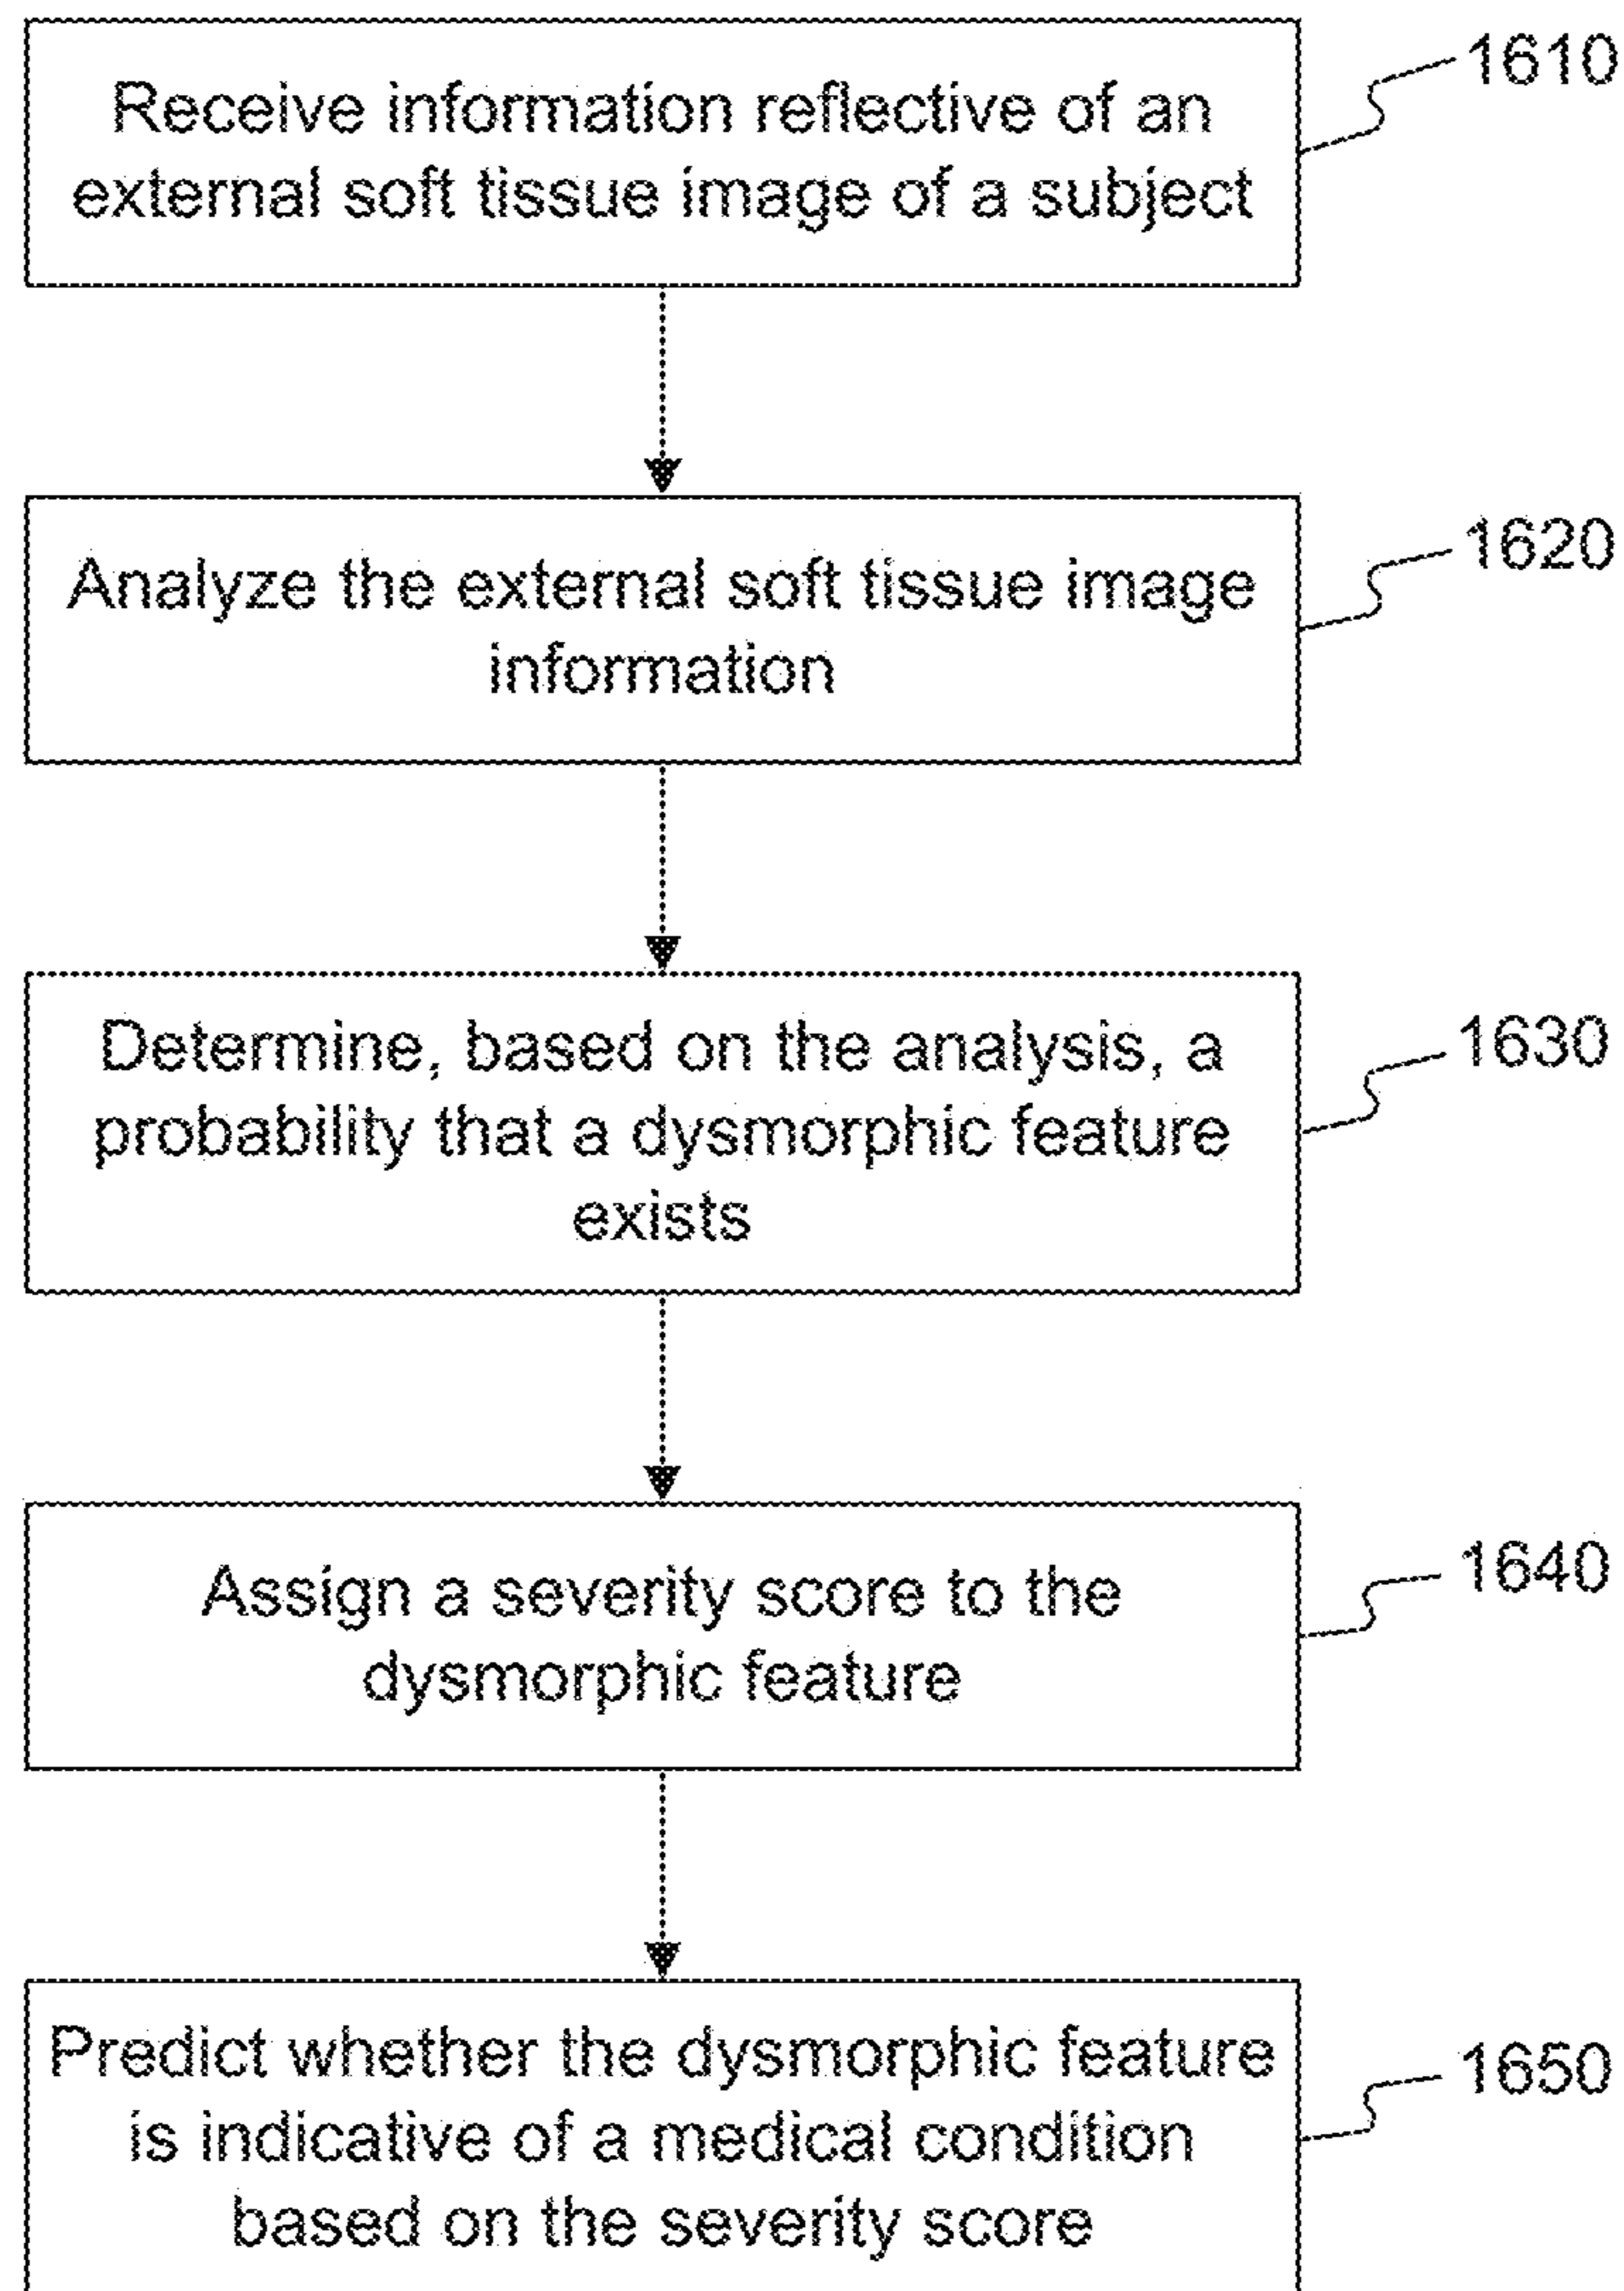 Receive information reflective of an
external soft tissue image of a subject
1610
Analyze the external soft tissue image
information
1620
Determine, based on the analysis, a
probability that a dysmorphic feature
exists
1630
Assign a severity score to the
dysmorphic feature
1640
Predict whether the dysmorphic feature
is indicative of a medical condition
based on the severity score
1650